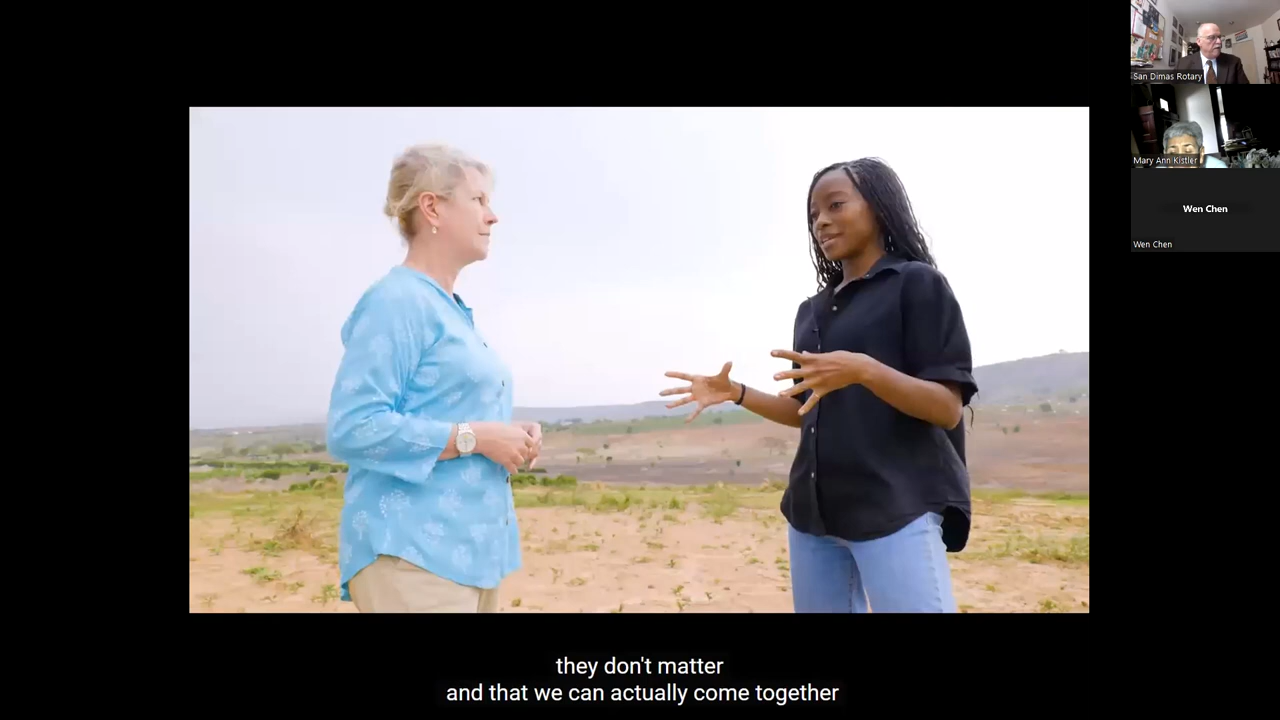 San Dimas Rotary
Mary Ann Kistler
Wen Chen
Wen Chen
they don't matter
and that we can actually come together